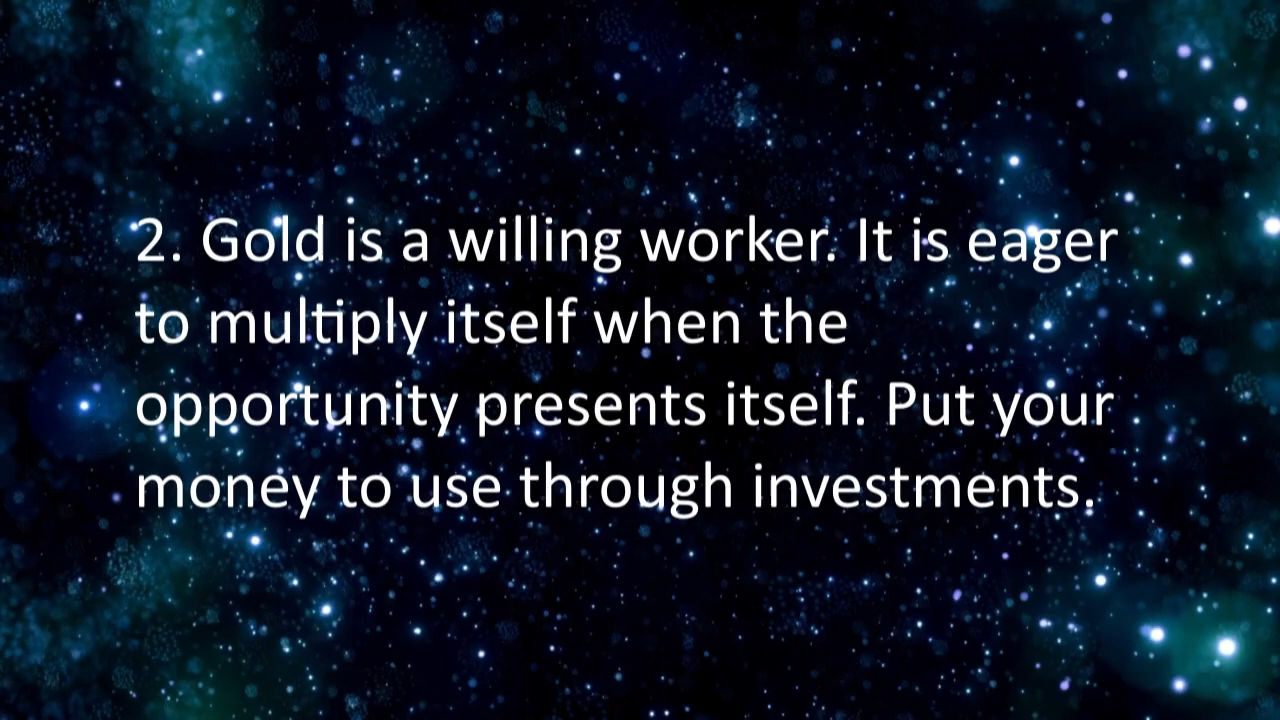 2. Gold is a willing worker. It is eager
to multiply itself when the
opportunity presents itself. Put your
money to use through investments.